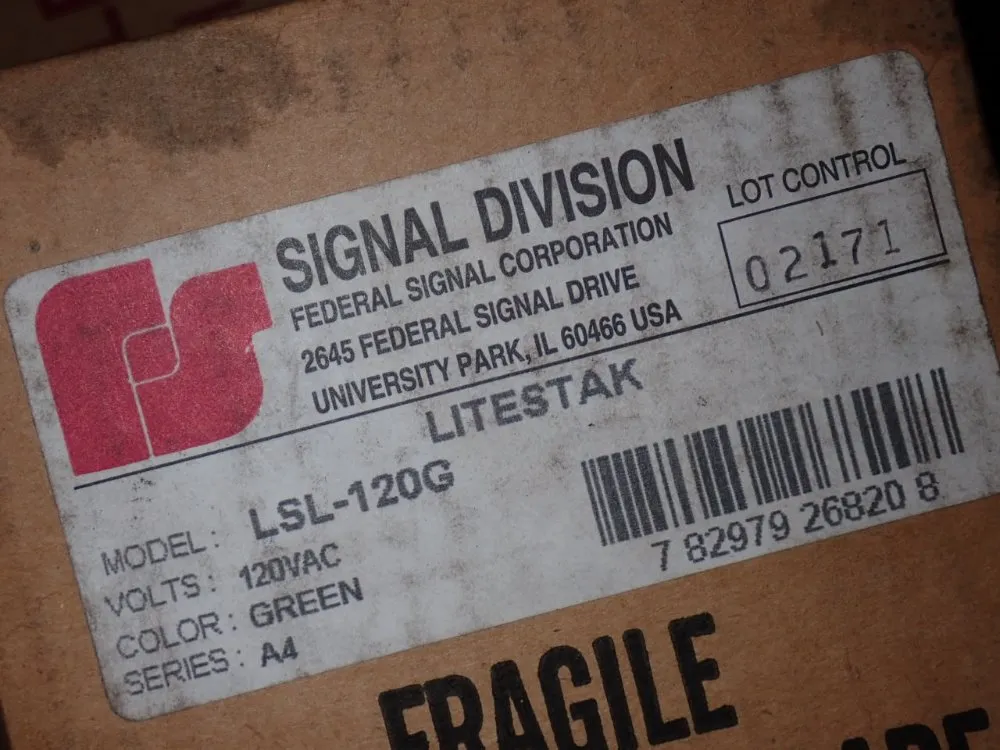 SIGNAL DIVISION
FEDERAL SIGNAL CORPORATION
2645 FEDERAL SIGNAL DRIVE
UNIVERSITY PARK, IL 60466 USA
LOT CONTROL
02171
LITESTAK
MODEL: LSL-120G
VOLTS: 120VAC
COLOR: GREEN
SERIES: A4
7 82979 26820 8
FRAGILE